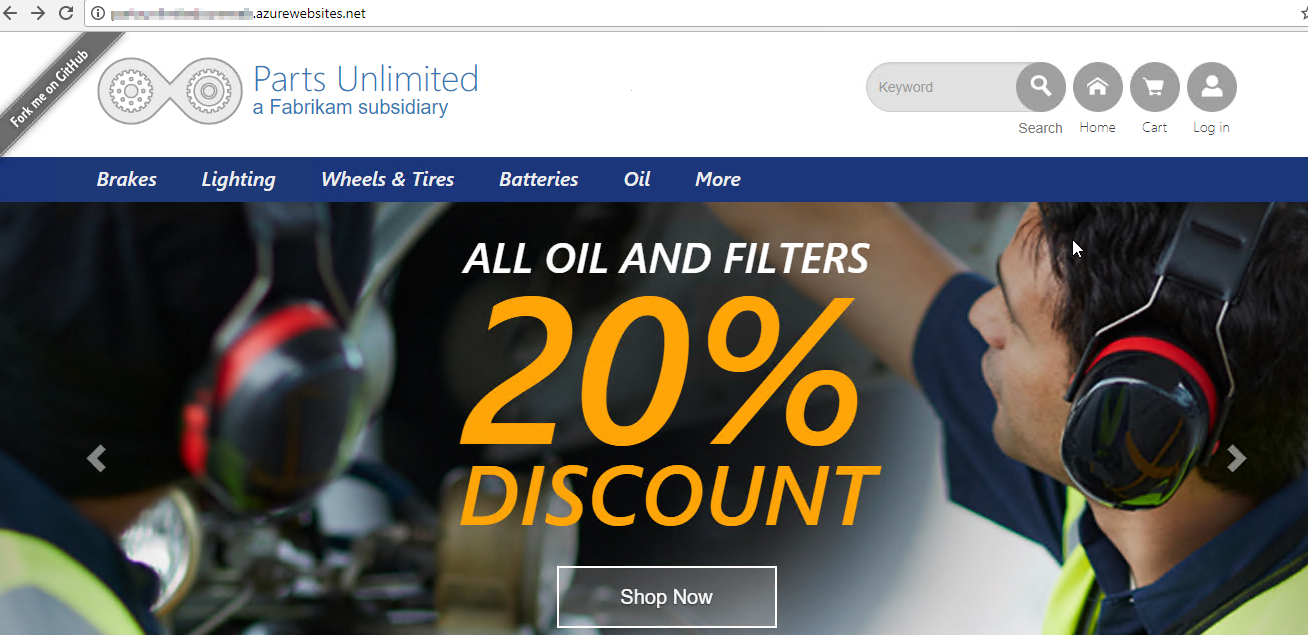 .azurewebsites.net
Fork me on GitHub
Parts Unlimited
a Fabrikam subsidiary
Keyword
Search Home Cart Log in
Brakes Lighting Wheels & Tires Batteries Oil More
ALL OIL AND FILTERS
20%
DISCOUNT
Shop Now